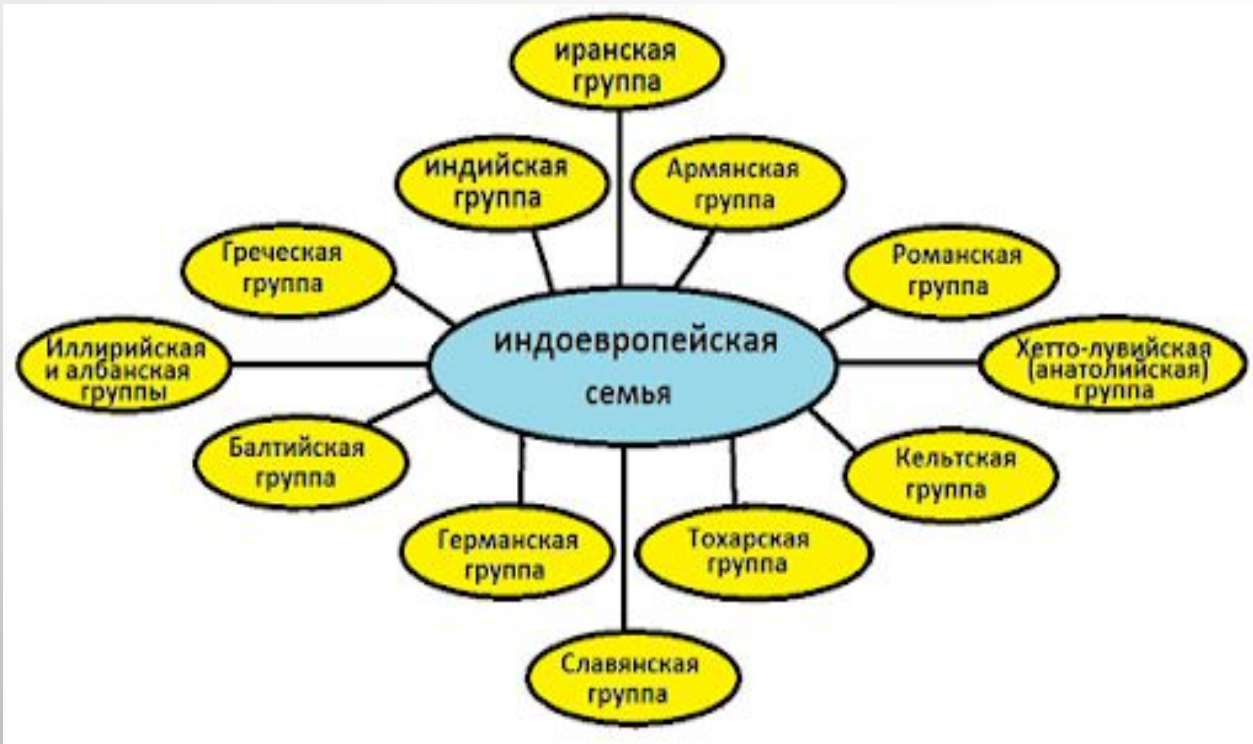 иранская
группа
индийская
группа
Армянская
группа
Греческая
группа
Романская
группа
индоевропейская
семья
Иллирийская
и албанская
группы
Хетто-лувийская
(анатолийская)
группа
Балтийская
группа
Кельтская
группа
Германская
группа
Тохарская
группа
Славянская
группа